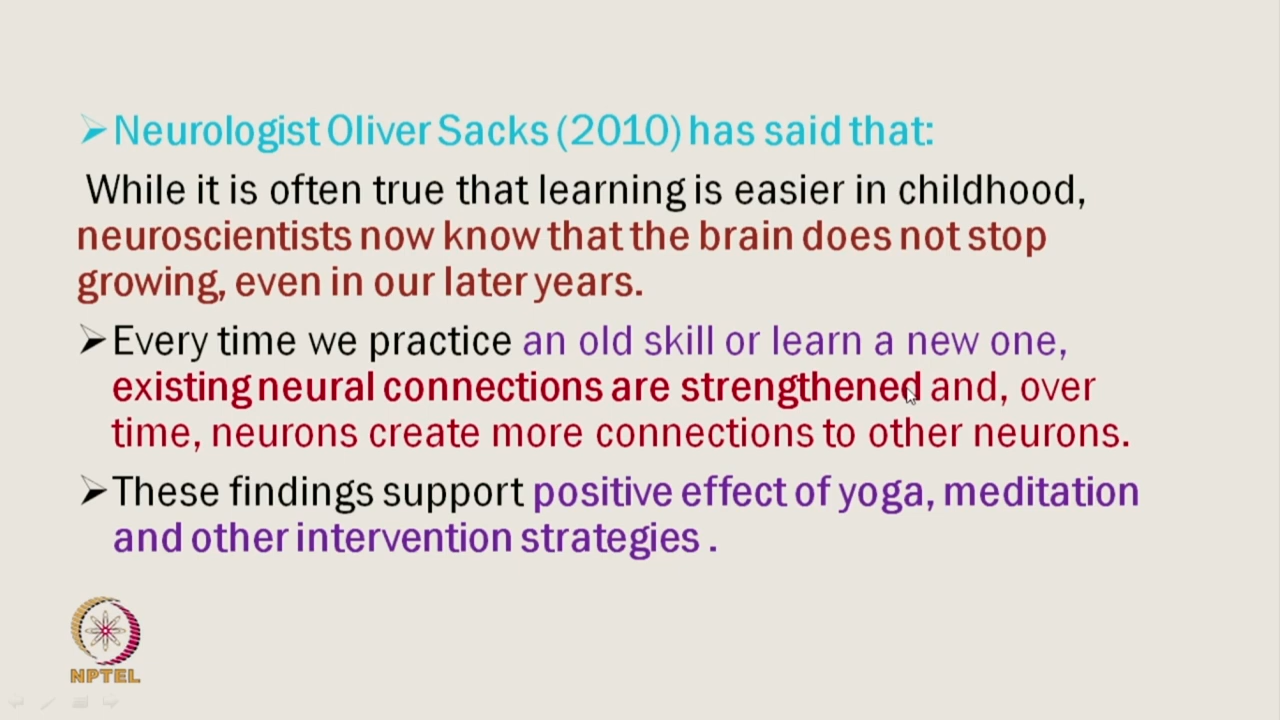 ➢Neurologist Oliver Sacks (2010) has said that:
While it is often true that learning is easier in childhood,
neuroscientists now know that the brain does not stop
growing, even in our later years.
➢Every time we practice an old skill or learn a new one,
existing neural connections are strengthened and, over
time, neurons create more connections to other neurons.
➢These findings support positive effect of yoga, meditation
and other intervention strategies .
NPTEL